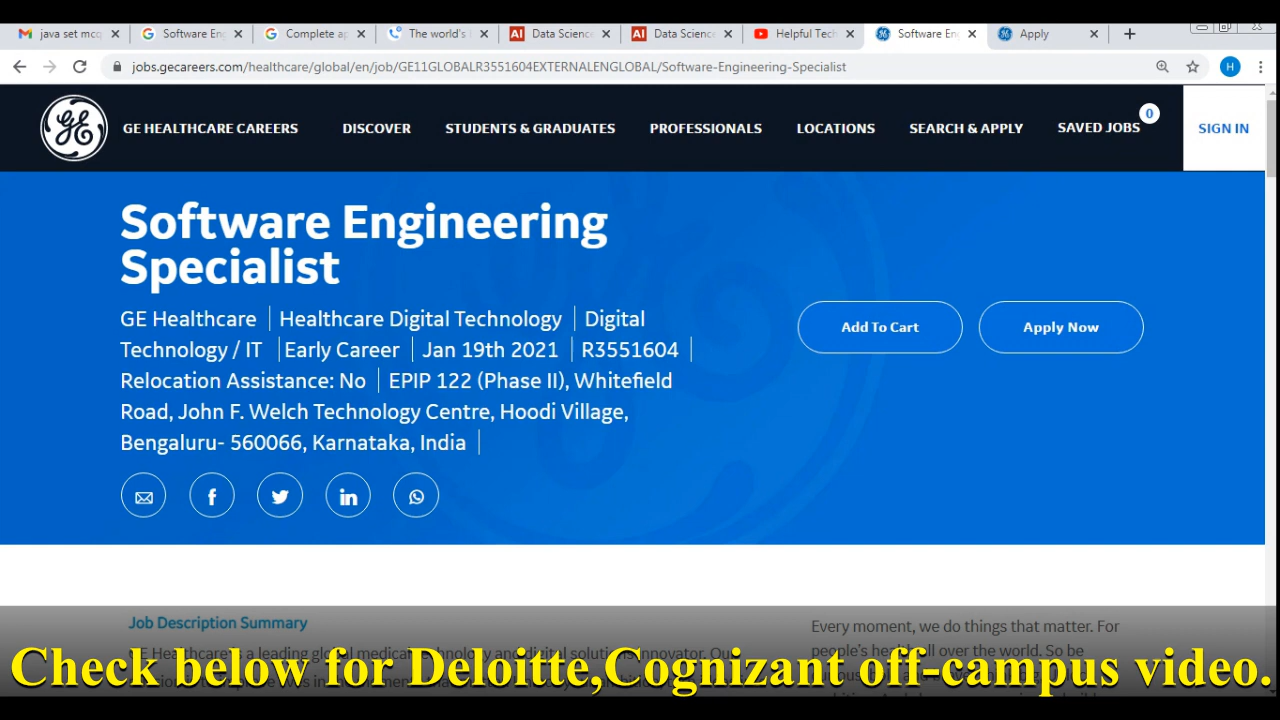 java set mcq
Software En
Complete ap
The world's
Data Science
Data Science
Helpful Tech
Software En
Apply
jobs.gecareers.com/healthcare/global/en/job/GE11GLOBALR3551604EXTERNALENGLOBAL/Software-Engineering-Specialist
H
GE HEALTHCARE CAREERS
DISCOVER
STUDENTS & GRADUATES
PROFESSIONALS
LOCATIONS
SEARCH & APPLY
SAVED JOBS
0
SIGN IN
Software Engineering
Specialist
GE Healthcare | Healthcare Digital Technology | Digital
Technology / IT | Early Career | Jan 19th 2021 | R3551604 |
Relocation Assistance: No | EPIP 122 (Phase II), Whitefield
Road, John F. Welch Technology Centre, Hoodi Village,
Bengaluru- 560066, Karnataka, India |
Add To Cart
Apply Now
Job Description Summary
Every moment, we do things that matter. For
Check below for Deloitte,Cognizant off-campus video.